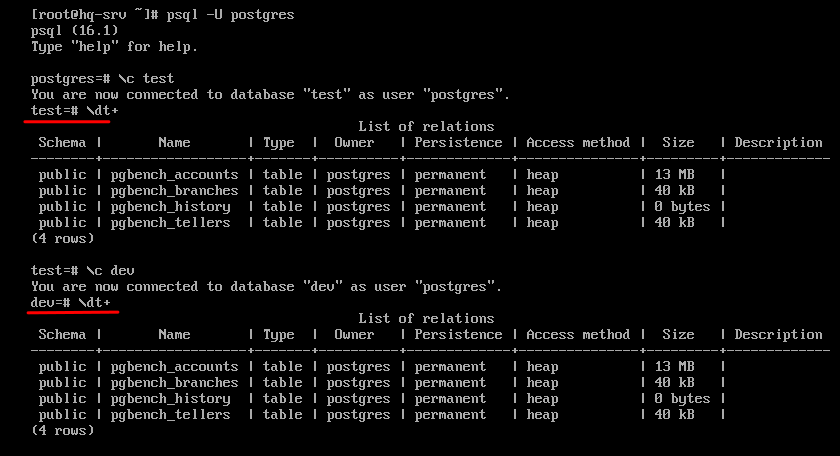 [root@hq-srv ~]# psql -U postgres
psql (16.1)
Type "help" for help.
postgres=# \c test
You are now connected to database "test" as user "postgres".
test=# \dt+
List of relations
Schema | Name | Type | Owner | Persistence | Access method | Size | Description
--------+------------------+-------+----------+-------------+---------------+---------+-------------
public | pgbench_accounts | table | postgres | permanent | heap | 13 MB |
public | pgbench_branches | table | postgres | permanent | heap | 40 kB |
public | pgbench_history | table | postgres | permanent | heap | 0 bytes |
public | pgbench_tellers | table | postgres | permanent | heap | 40 kB |
(4 rows)
test=# \c dev
You are now connected to database "dev" as user "postgres".
dev=# \dt+
List of relations
Schema | Name | Type | Owner | Persistence | Access method | Size | Description
--------+------------------+-------+----------+-------------+---------------+---------+-------------
public | pgbench_accounts | table | postgres | permanent | heap | 13 MB |
public | pgbench_branches | table | postgres | permanent | heap | 40 kB |
public | pgbench_history | table | postgres | permanent | heap | 0 bytes |
public | pgbench_tellers | table | postgres | permanent | heap | 40 kB |
(4 rows)